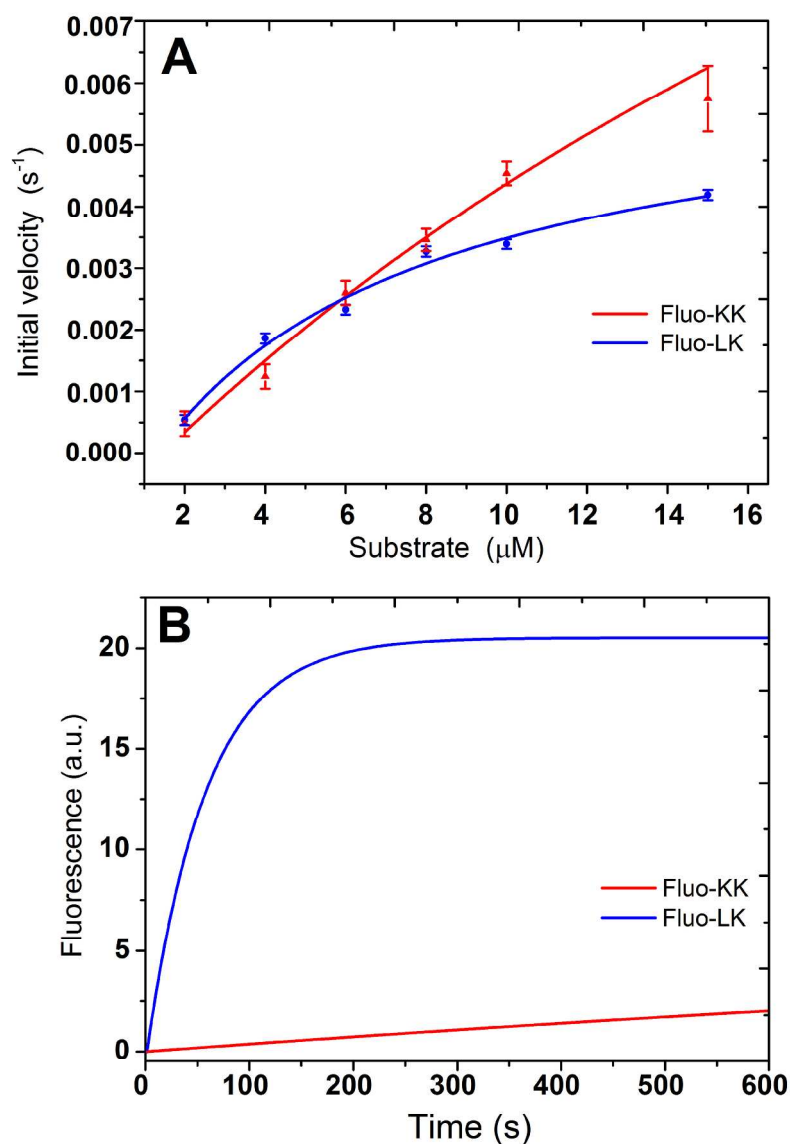 A
0.007
0.006
0.005
0.004
0.003
0.002
0.001
0.000
Initial velocity (s⁻¹)
Fluo-KK
Fluo-LK
2 4 6 8 10 12 14 16
Substrate (μM)
B
20
15
10
5
0
Fluorescence (a.u.)
Fluo-KK
Fluo-LK
0 100 200 300 400 500 600
Time (s)